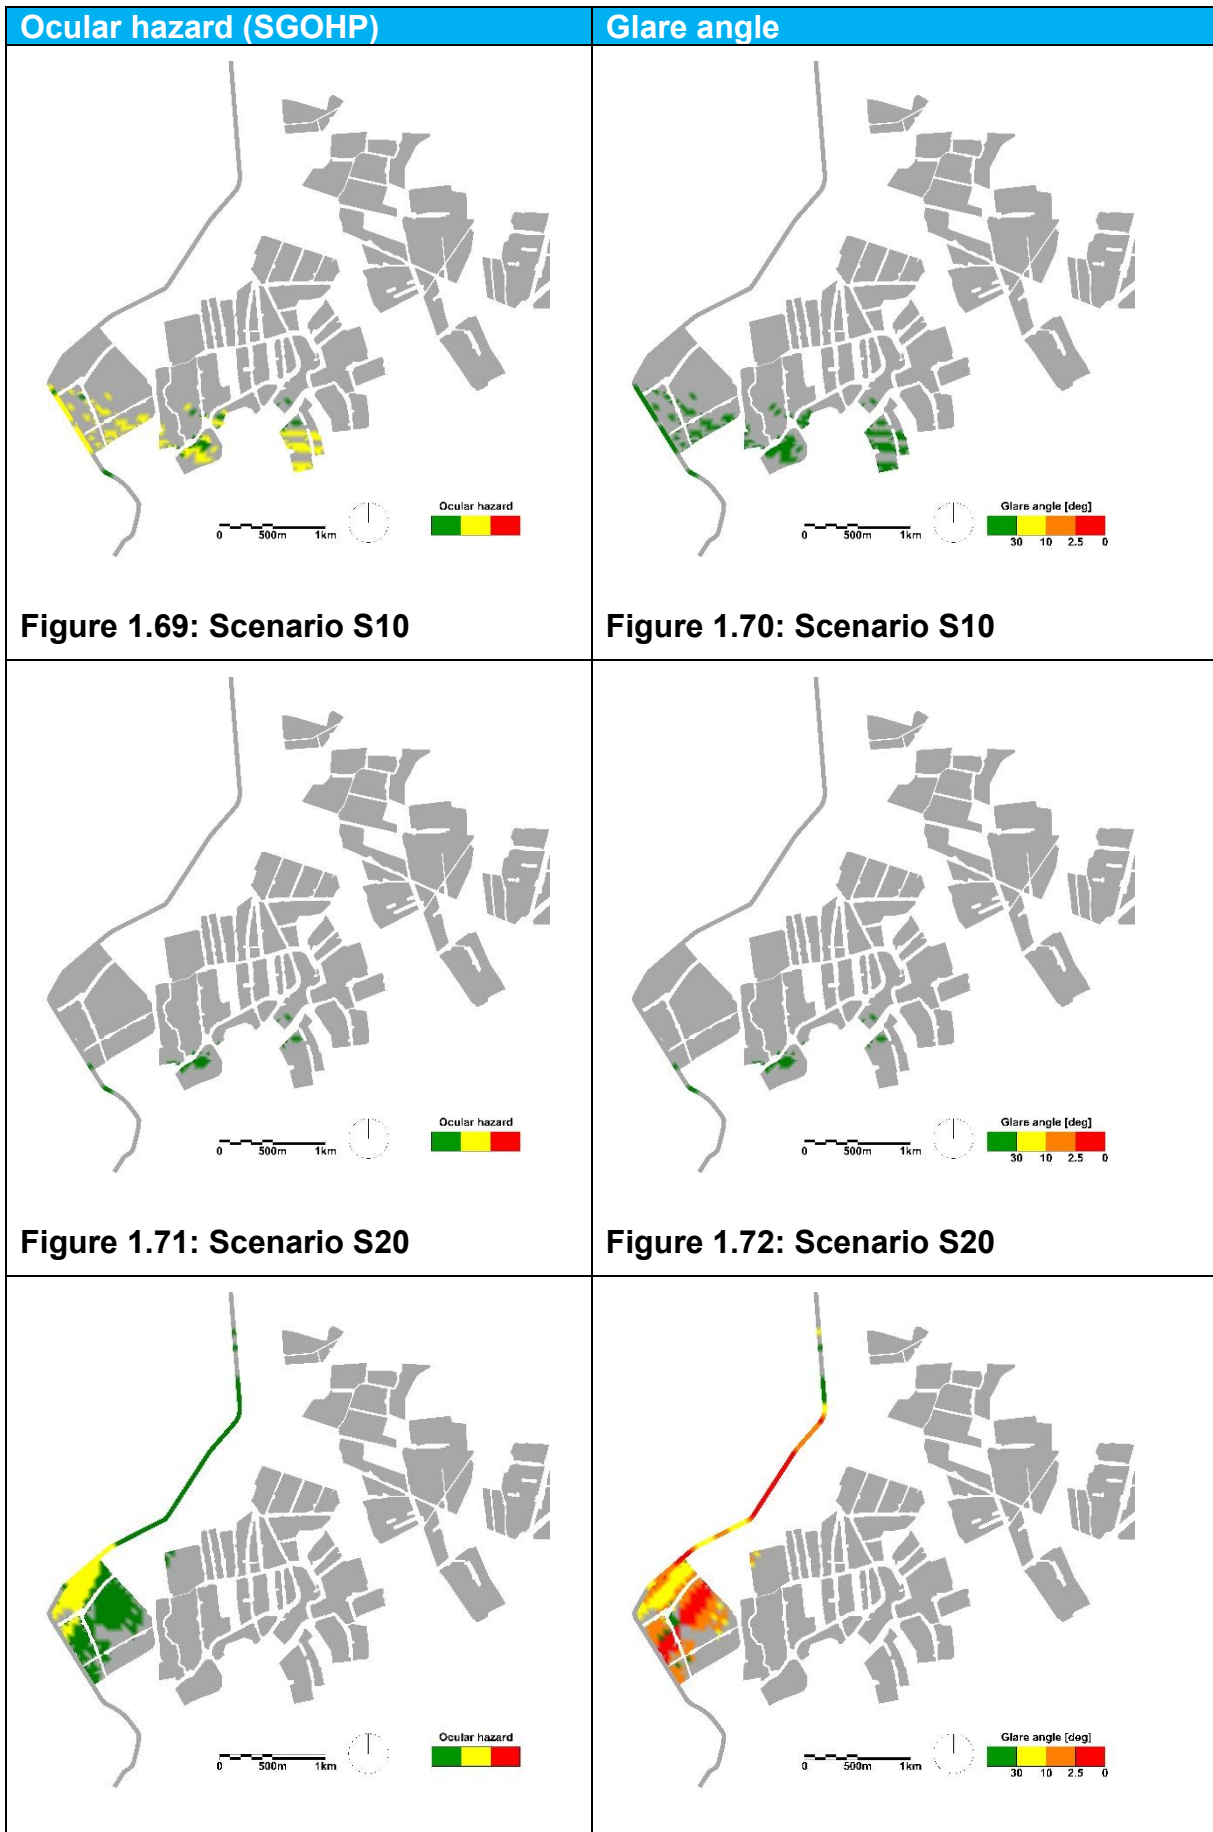 Ocular hazard (SGOHP)
Glare angle
Ocular hazard
0 500m 1km
Glare angle [deg]
0 500m 1km
30 10 2.5 0
Figure 1.69: Scenario S10
Figure 1.70: Scenario S10
Ocular hazard
0 500m 1km
Glare angle [deg]
0 500m 1km
30 10 2.5 0
Figure 1.71: Scenario S20
Figure 1.72: Scenario S20
Ocular hazard
0 500m 1km
Glare angle [deg]
0 500m 1km
30 10 2.5 0